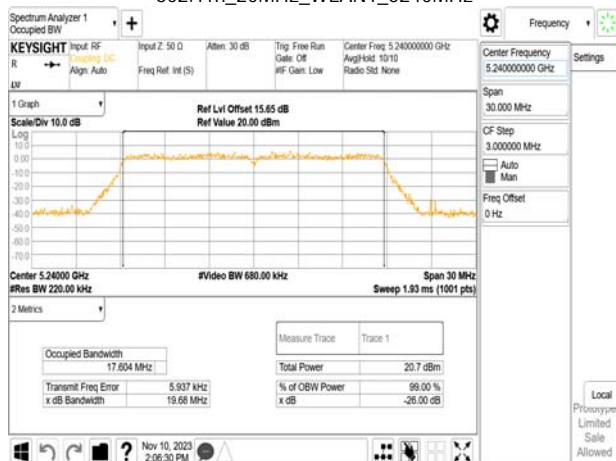 Spectrum Analyzer 1
Occupied BW
Frequency
KEYSIGHT
R
Input: RF
Coupling: DC
Align: Auto
Input Z: 50 Ω
Freq Ref: Int (S)
Atten: 30 dB
Trig: Free Run
Gate: Off
#IF Gain: Low
Center Freq: 5.240000000 GHz
Avg|Hold: 10/10
Radio Std: None
Center Frequency
5.240000000 GHz
Settings
Span
30.000 MHz
CF Step
3.000000 MHz
Auto
Man
Freq Offset
0 Hz
1 Graph
Scale/Div 10.0 dB
Ref Lvl Offset 15.65 dB
Ref Value 20.00 dBm
Log
10.0
0.00
-10.0
-20.0
-30.0
-40.0
-50.0
-60.0
-70.0
Center 5.24000 GHz
#Res BW 220.00 kHz
#Video BW 680.00 kHz
Span 30 MHz
Sweep 1.93 ms (1001 pts)
2 Metrics
Measure Trace
Trace 1
Occupied Bandwidth
17.604 MHz
Total Power
20.7 dBm
Transmit Freq Error
5.937 kHz
% of OBW Power
99.00 %
x dB Bandwidth
19.68 MHz
x dB
-26.00 dB
Local
Prototype
Limited
Sale
Allowed
Nov 10, 2023
2:06:30 PM